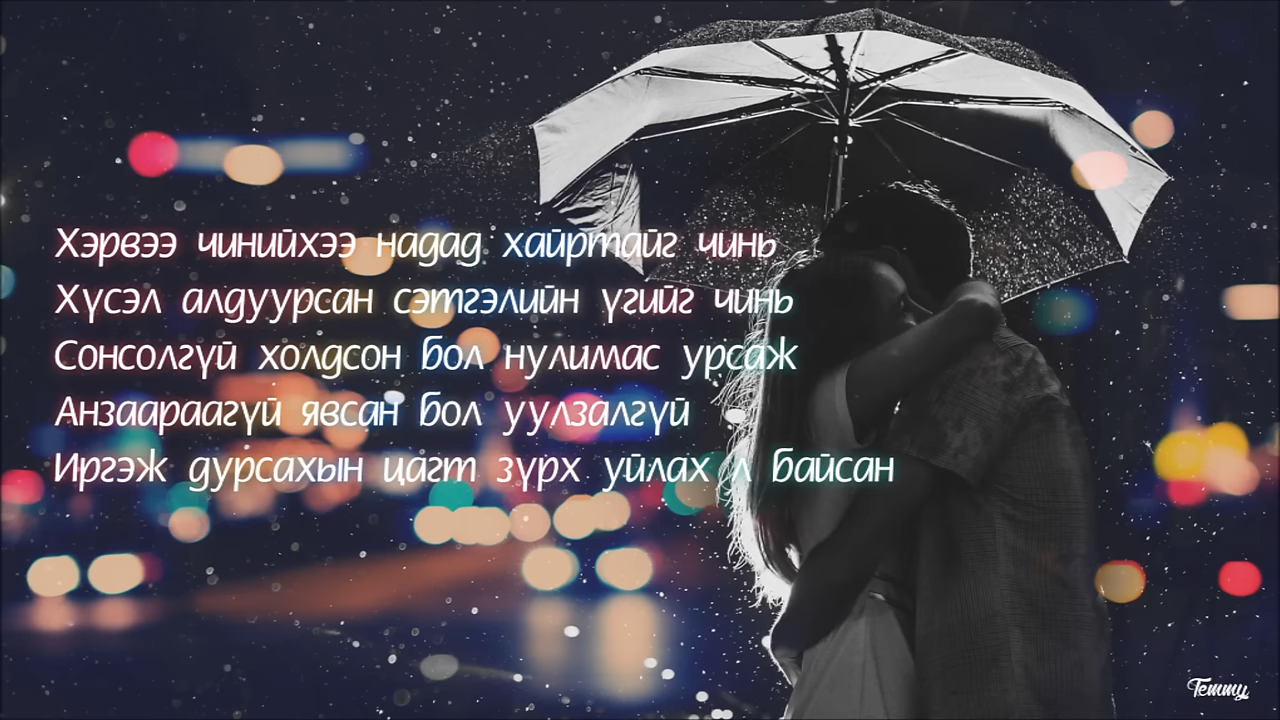 Хэрвээ чинийхээ надад хайртайг чинь
Хүсэл алдуурсан сэтгэлийн үгийг чинь
Сонсолгүй холдсон бол нулимас урсаж
Анзаараагүй явсан бол уулзалгүй
Иргэж дурсахын цагт зүрх уйлах л байсан
Temmy